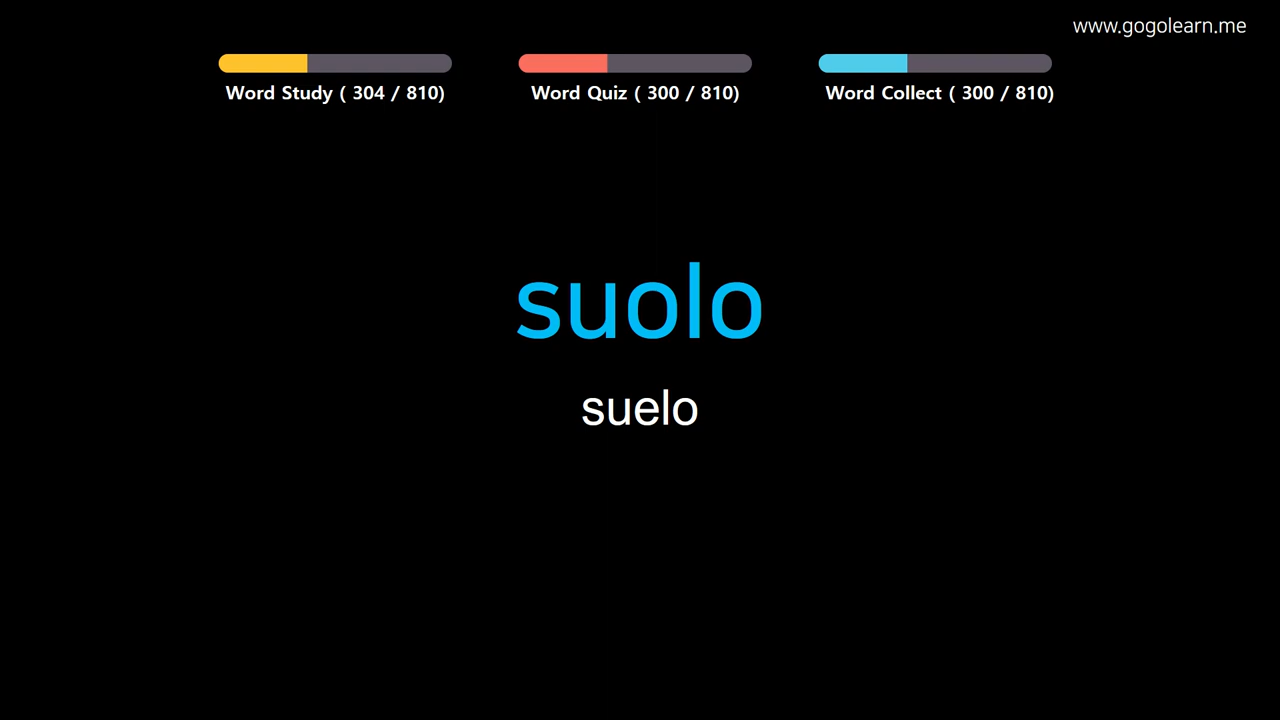 www.gogolearn.me
Word Study ( 304 / 810)
Word Quiz ( 300 / 810)
Word Collect ( 300 / 810)
suolo
suelo